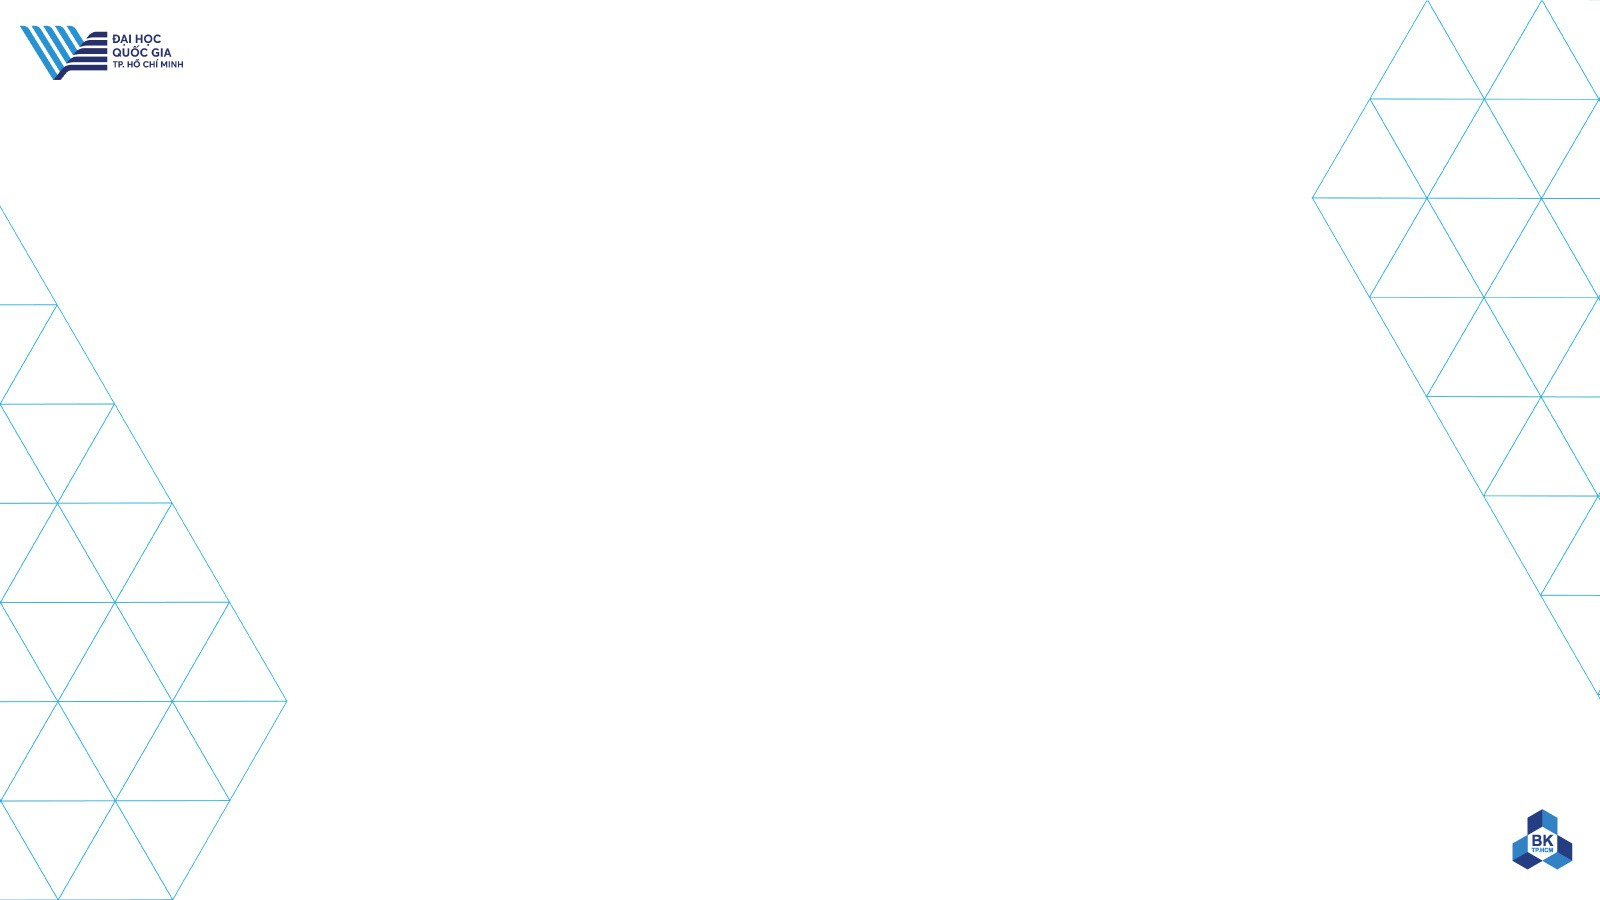 ĐẠI HỌC
QUỐC GIA
TP. HỒ CHÍ MINH
BK
TP.HCM